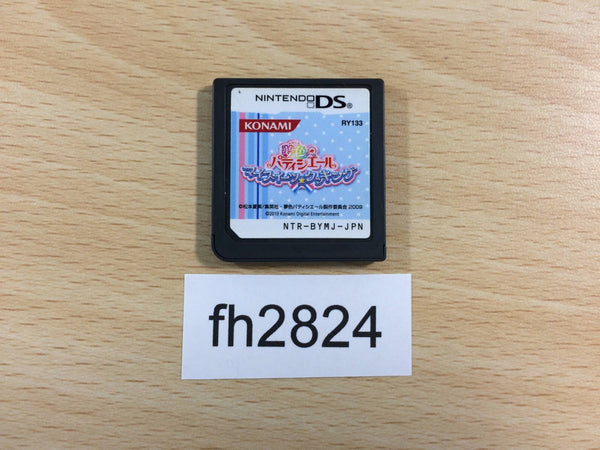 NINTENDO DS
KONAMI
RY133
夢色
パティシエール
マイスイーツ☆クッキング
©松本夏実/集英社・夢色パティシエール製作委員会 2009
©2010 Konami Digital Entertainment
NTR-BYMJ-JPN
fh2824